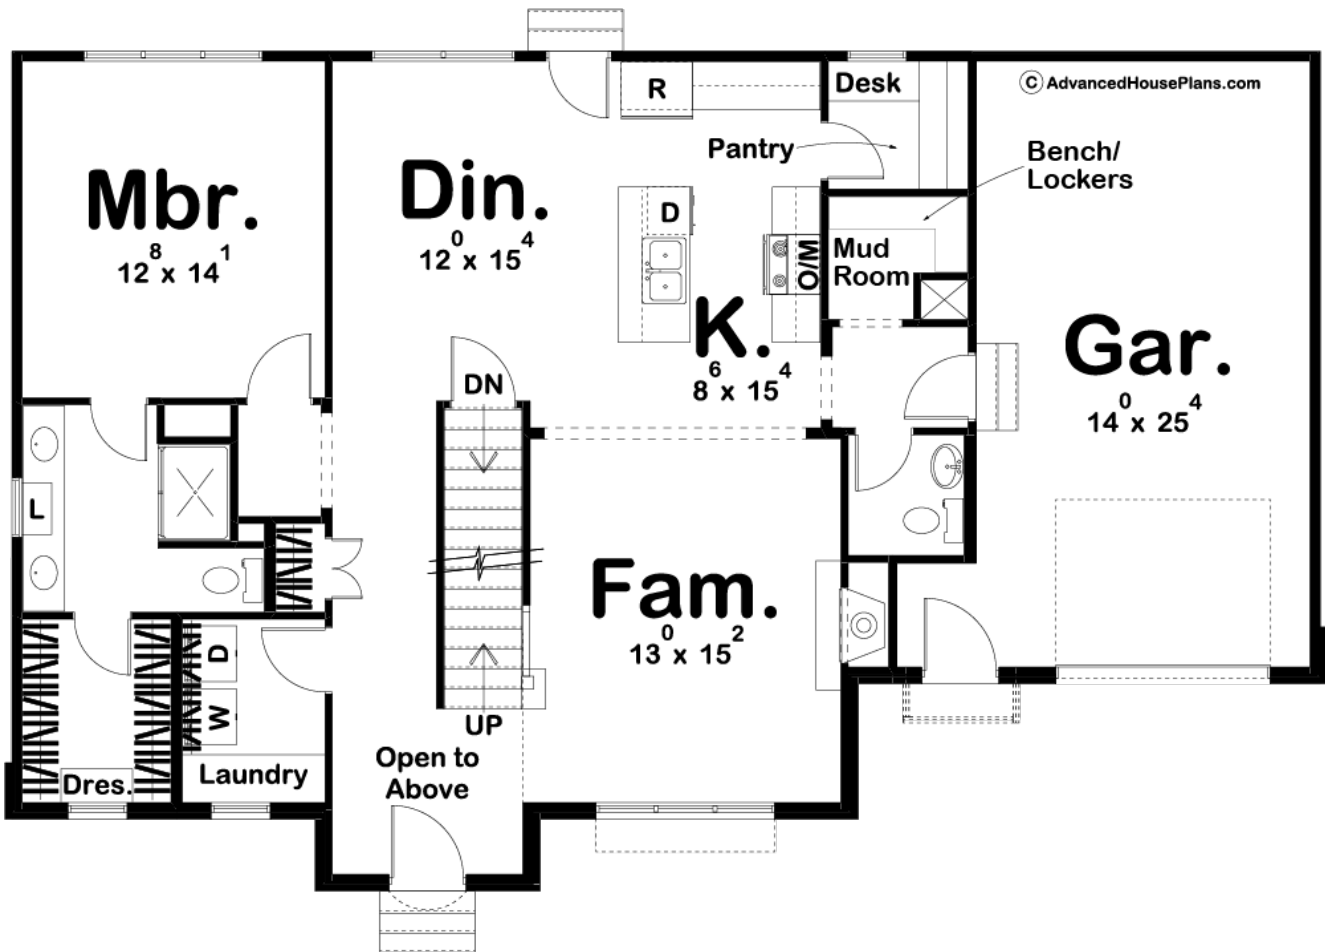 © AdvancedHousePlans.com
R
Desk
Pantry
Bench/
Lockers
Mbr.
12⁸ x 14¹
Din.
12⁰ x 15⁴
D
O/M
Mud
Room
K.
8⁶ x 15⁴
Gar.
14⁰ x 25⁴
DN
L
Fam.
13⁰ x 15²
D
W
UP
Open to
Above
Laundry
Dres.